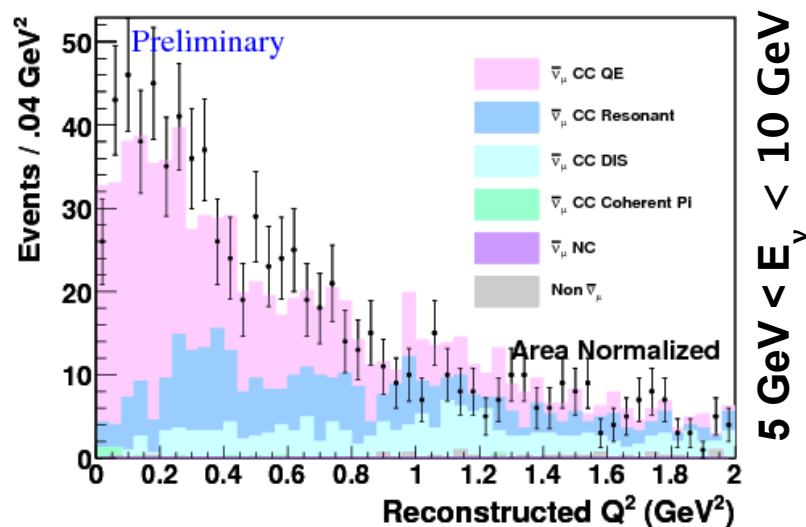 Preliminary
ν̅μ CC QE
ν̅μ CC Resonant
ν̅μ CC DIS
ν̅μ CC Coherent Pi
ν̅μ NC
Non ν̅μ
Area Normalized
Events / .04 GeV²
50
40
30
20
10
0
0 0.2 0.4 0.6 0.8 1 1.2 1.4 1.6 1.8 2
Reconstructed Q² (GeV²)
5 GeV < Eν < 10 GeV